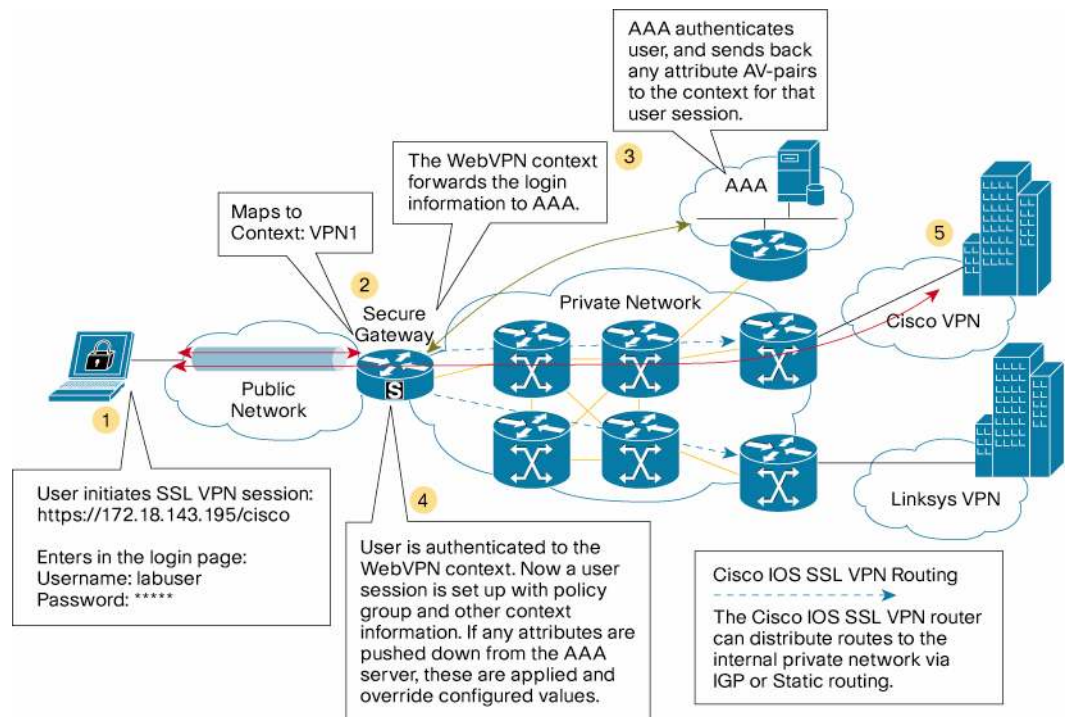 AAA authenticates
user, and sends back
any attribute AV-pairs
to the context for that
user session.
3
The WebVPN context
forwards the login
information to AAA.
AAA
Maps to
Context: VPN1
2
Secure
Gateway
Private Network
5
Cisco VPN
Public
Network
S
1
User initiates SSL VPN session:
https://172.18.143.195/cisco
Enters in the login page:
Username: labuser
Password: *****
4
User is authenticated to the
WebVPN context. Now a user
session is set up with policy
group and other context
information. If any attributes are
pushed down from the AAA
server, these are applied and
override configured values.
Linksys VPN
Cisco IOS SSL VPN Routing
The Cisco IOS SSL VPN router
can distribute routes to the
internal private network via
IGP or Static routing.